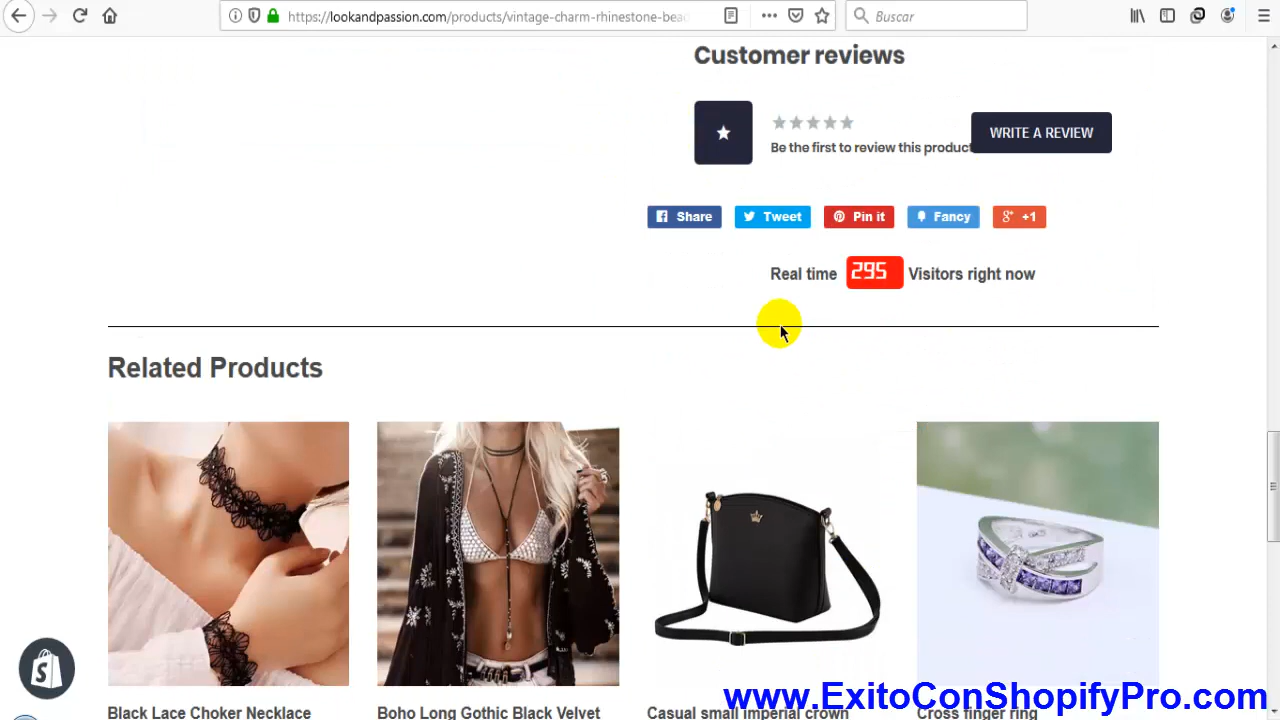 https://lookandpassion.com/products/vintage-charm-rhinestone-bea
Buscar
Customer reviews
Be the first to review this product
WRITE A REVIEW
Share
Tweet
Pin it
Fancy
+1
Real time 295 Visitors right now
Related Products
Black Lace Choker Necklace
Boho Long Gothic Black Velvet
Casual small imperial crown
Cross finger ring
www.ExitoConShopifyPro.com